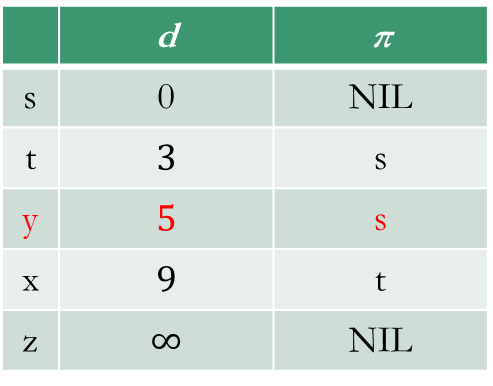 d π
s 0 NIL
t 3 s
y 5 s
x 9 t
z ∞ NIL